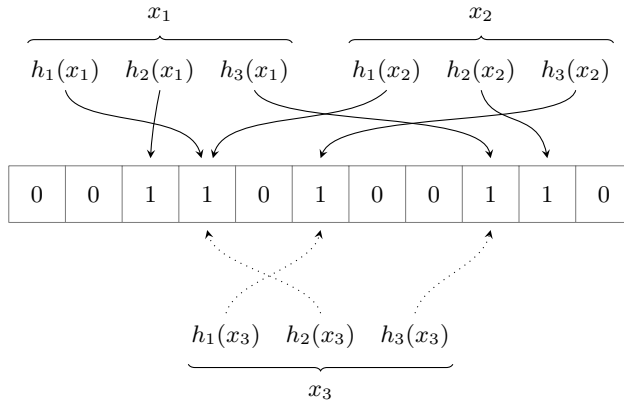 x₁ x₂
h₁(x₁) h₂(x₁) h₃(x₁) h₁(x₂) h₂(x₂) h₃(x₂)
0 0 1 1 0 1 0 0 1 1 0
h₁(x₃) h₂(x₃) h₃(x₃)
x₃